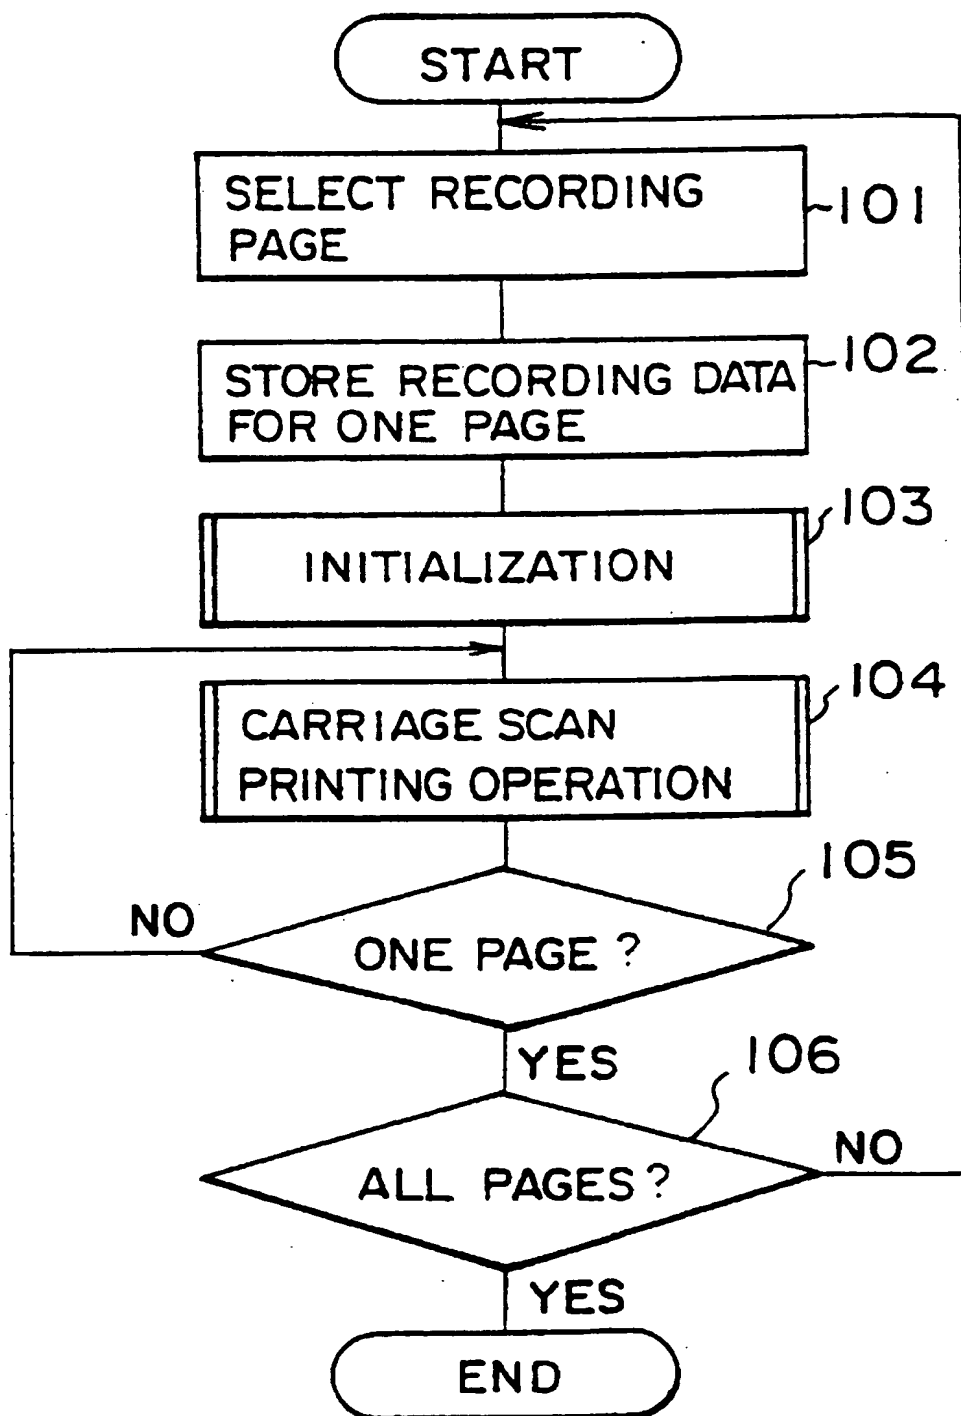 START
SELECT RECORDING
PAGE
101
STORE RECORDING DATA
FOR ONE PAGE
102
INITIALIZATION
103
CARRIAGE SCAN
PRINTING OPERATION
104
105
NO
ONE PAGE ?
YES
106
NO
ALL PAGES ?
YES
END